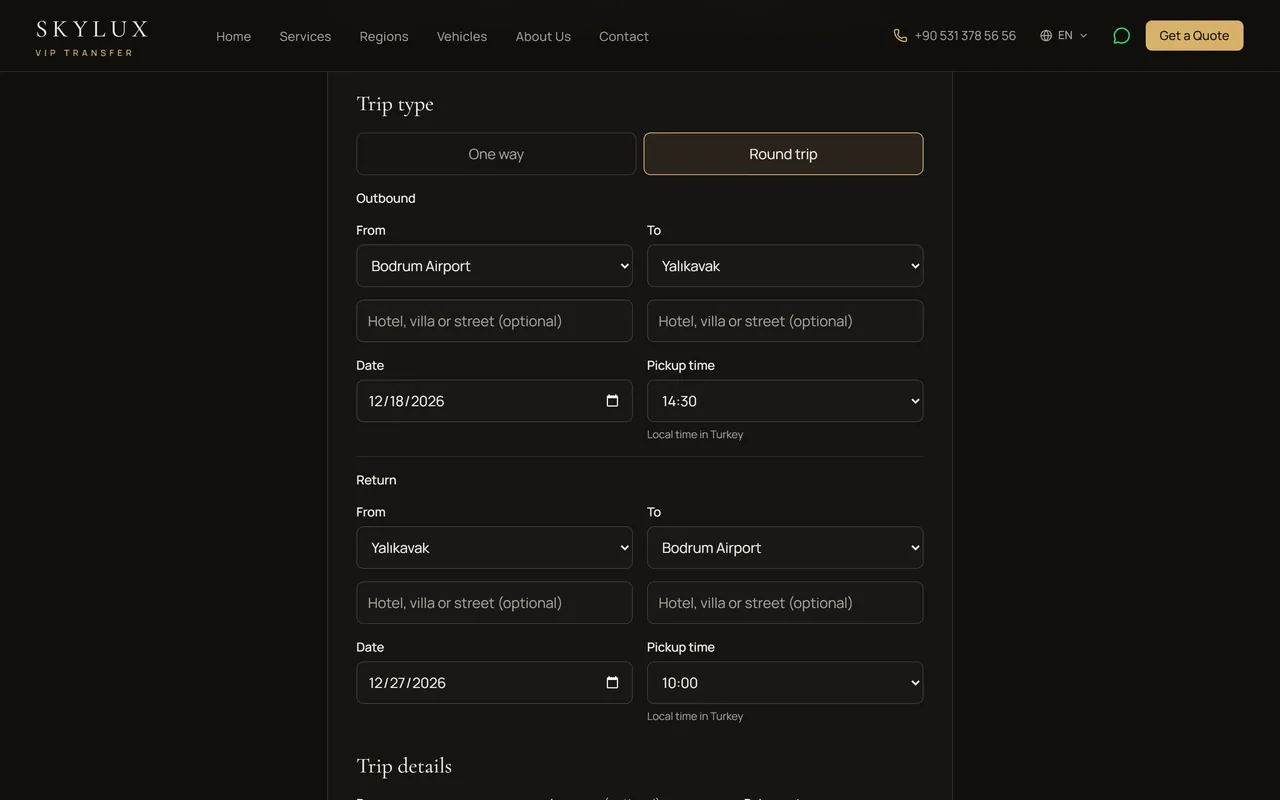 SKYLUX
VIP TRANSFER
Home
Services
Regions
Vehicles
About Us
Contact
+90 531 378 56 56
EN
Get a Quote
Trip type
One way
Round trip
Outbound
From
To
Bodrum Airport
Yalıkavak
Hotel, villa or street (optional)
Hotel, villa or street (optional)
Date
Pickup time
12/18/2026
14:30
Local time in Turkey
Return
From
To
Yalıkavak
Bodrum Airport
Hotel, villa or street (optional)
Hotel, villa or street (optional)
Date
Pickup time
12/27/2026
10:00
Local time in Turkey
Trip details